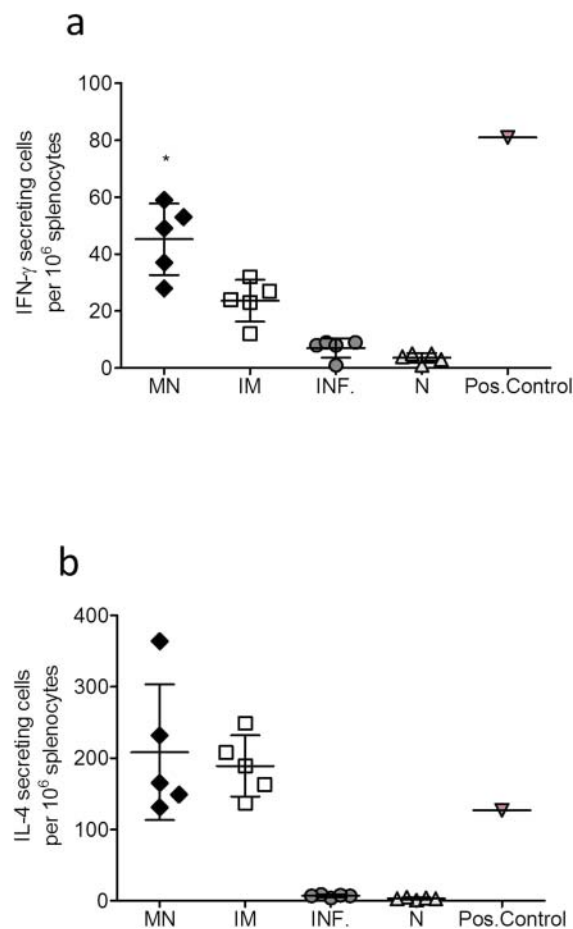 a
IFN-γ secreting cells
per 10⁶ splenocytes
100
80
60
40
20
0
*
MN IM INF. N Pos.Control
b
IL-4 secreting cells
per 10⁶ splenocytes
400
300
200
100
0
MN IM INF. N Pos.Control